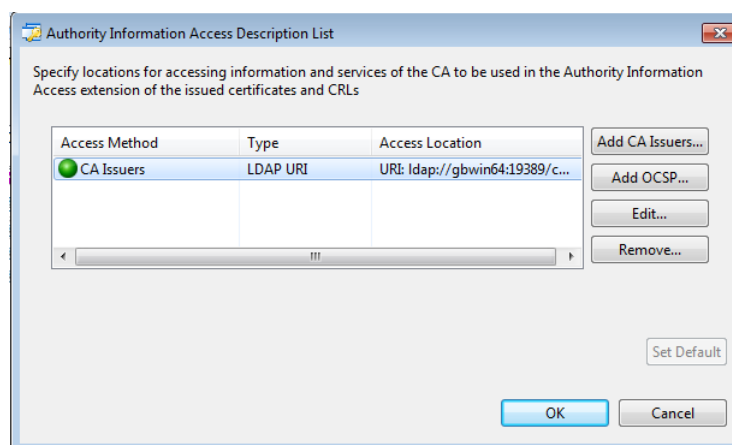 Authority Information Access Description List
Specify locations for accessing information and services of the CA to be used in the Authority Information
Access extension of the issued certificates and CRLs
Access Method Type Access Location
CA Issuers LDAP URI URI: ldap://gbwin64:19389/c...
Add CA Issuers...
Add OCSP...
Edit...
Remove...
Set Default
OK Cancel